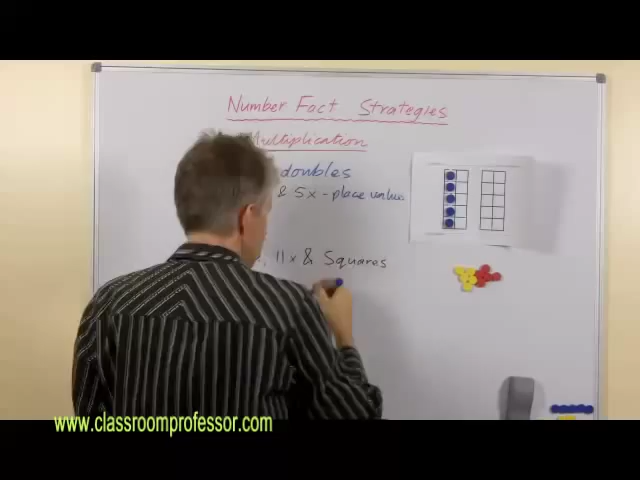 Number Fact Strategies
Multiplication
doubles
& 5x - place value
11x & Squares
www.classroomprofessor.com